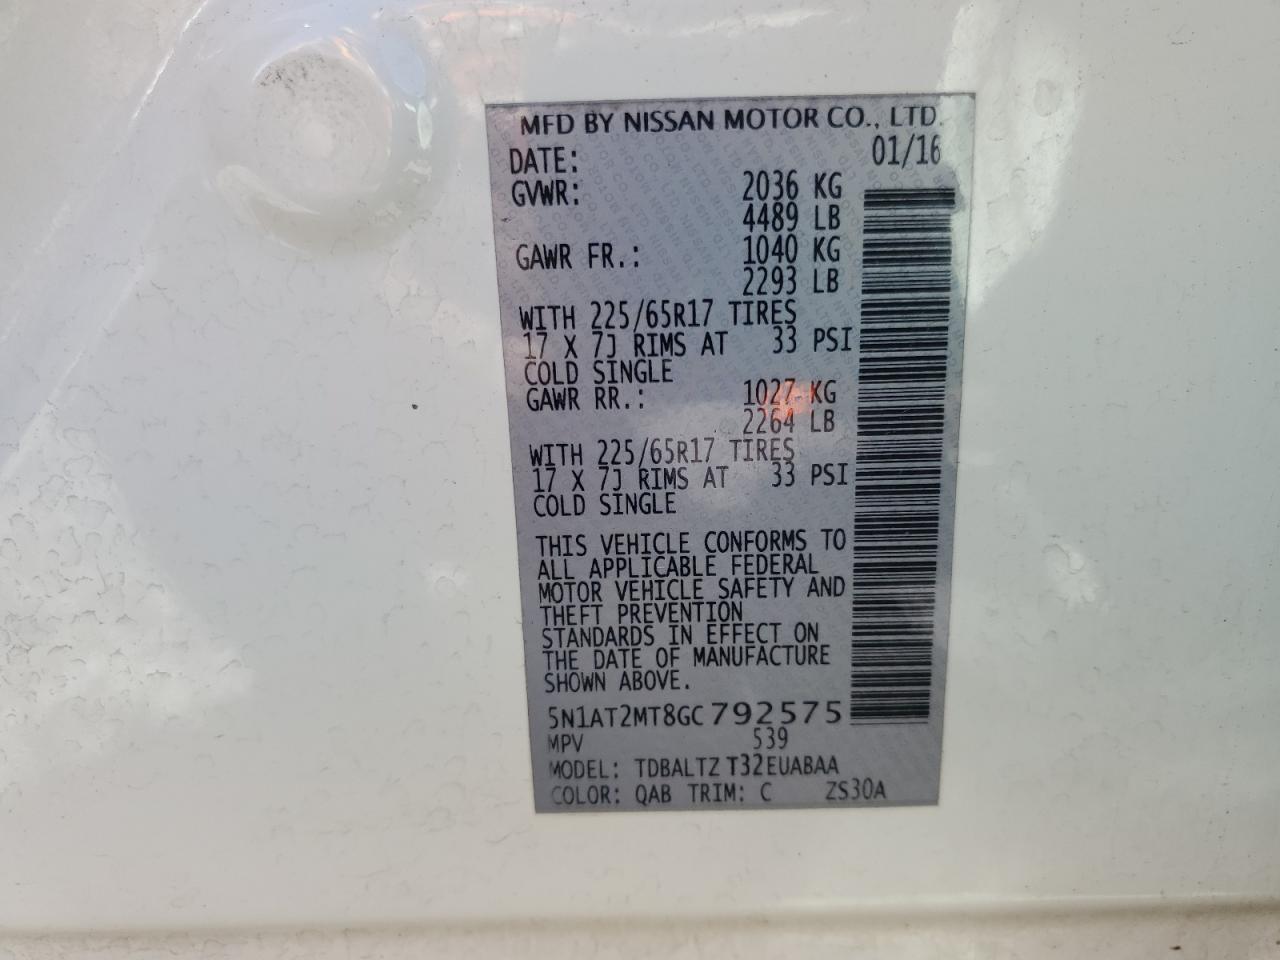 MFD BY NISSAN MOTOR CO., LTD.
DATE: 01/16
GVWR: 2036 KG
4489 LB
GAWR FR.: 1040 KG
2293 LB
WITH 225/65R17 TIRES
17 X 7J RIMS AT 33 PSI
COLD SINGLE
GAWR RR.: 1027 KG
2264 LB
WITH 225/65R17 TIRES
17 X 7J RIMS AT 33 PSI
COLD SINGLE
THIS VEHICLE CONFORMS TO
ALL APPLICABLE FEDERAL
MOTOR VEHICLE SAFETY AND
THEFT PREVENTION
STANDARDS IN EFFECT ON
THE DATE OF MANUFACTURE
SHOWN ABOVE.
5N1AT2MT8GC792575
MPV 539
MODEL: TDBALTZ T32EUABAA
COLOR: QAB TRIM: C ZS30A